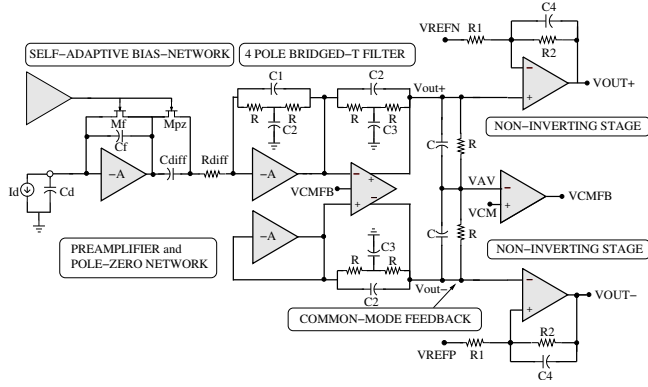 C4
VREFN R1
R2
SELF-ADAPTIVE BIAS-NETWORK
4 POLE BRIDGED-T FILTER
C1
C2
Vout+
VOUT+
R R
C2
R R
C3
Mf
Mpz
Cf
NON-INVERTING STAGE
Cdiff
Rdiff
C
R
Id
Cd
-A
-A
VCMFB
VAV
VCM
VCMFB
-A
PREAMPLIFIER and
POLE-ZERO NETWORK
C3
R R
C2
C
R
NON-INVERTING STAGE
Vout-
VOUT-
COMMON-MODE FEEDBACK
VREFP R1
R2
C4